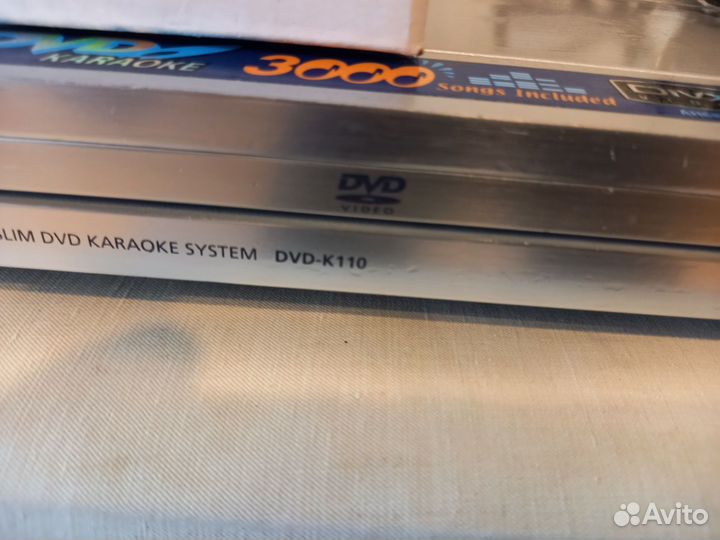 KARAOKE
3000
Songs Included
DVD
VIDEO
SLIM DVD KARAOKE SYSTEM DVD-K110
Avito